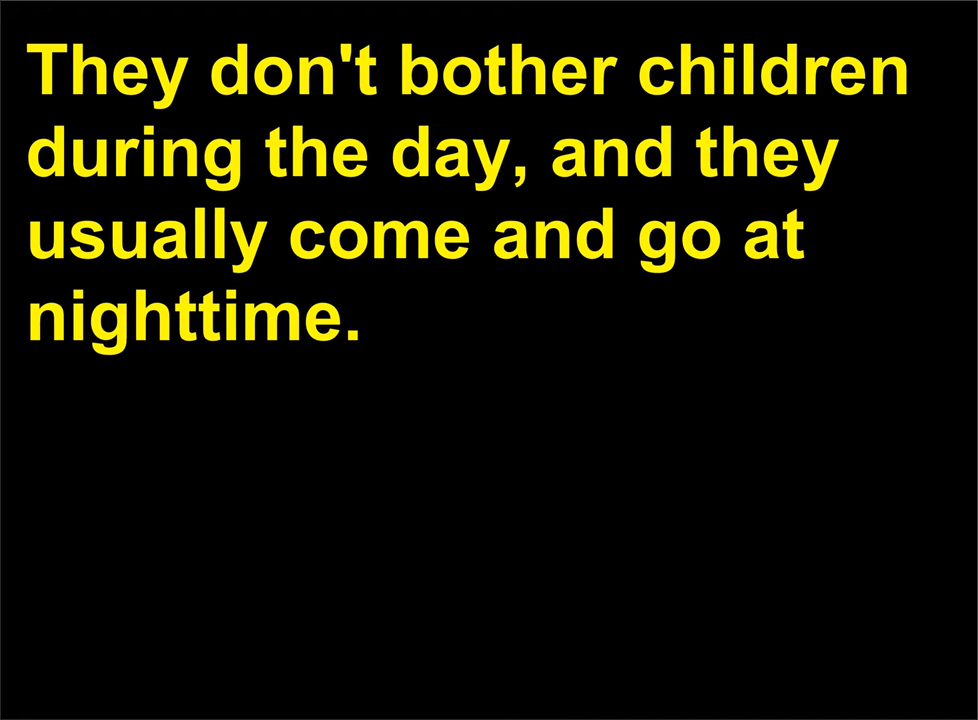 They don't bother children
during the day, and they
usually come and go at
nighttime.